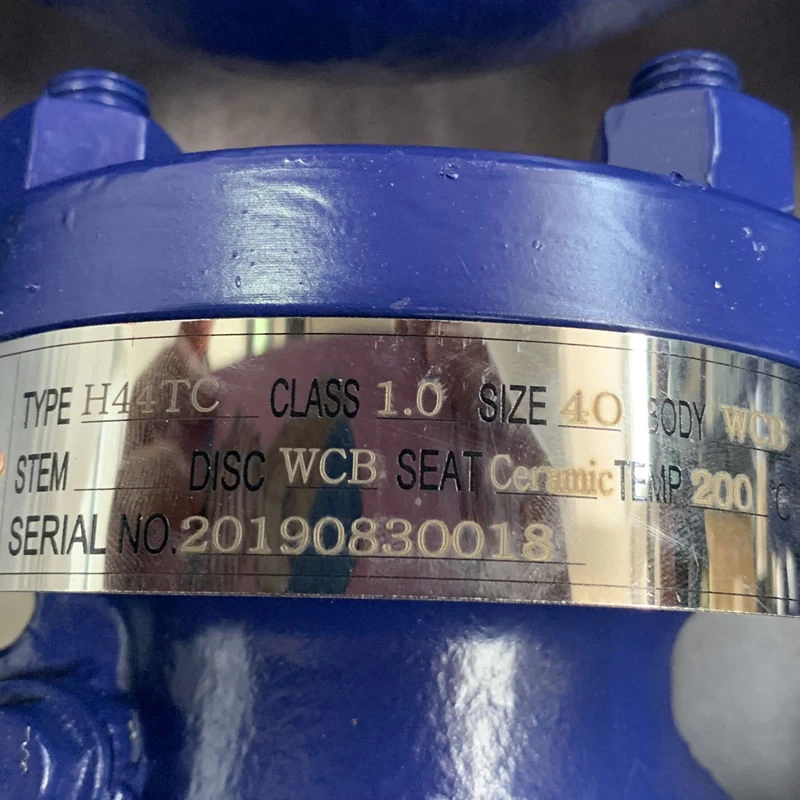 TYPE H44TC CLASS 1.0 SIZE 40 BODY WCB
STEM DISC WCB SEAT Ceramic TEMP 200 °C
SERIAL NO. 20190830018